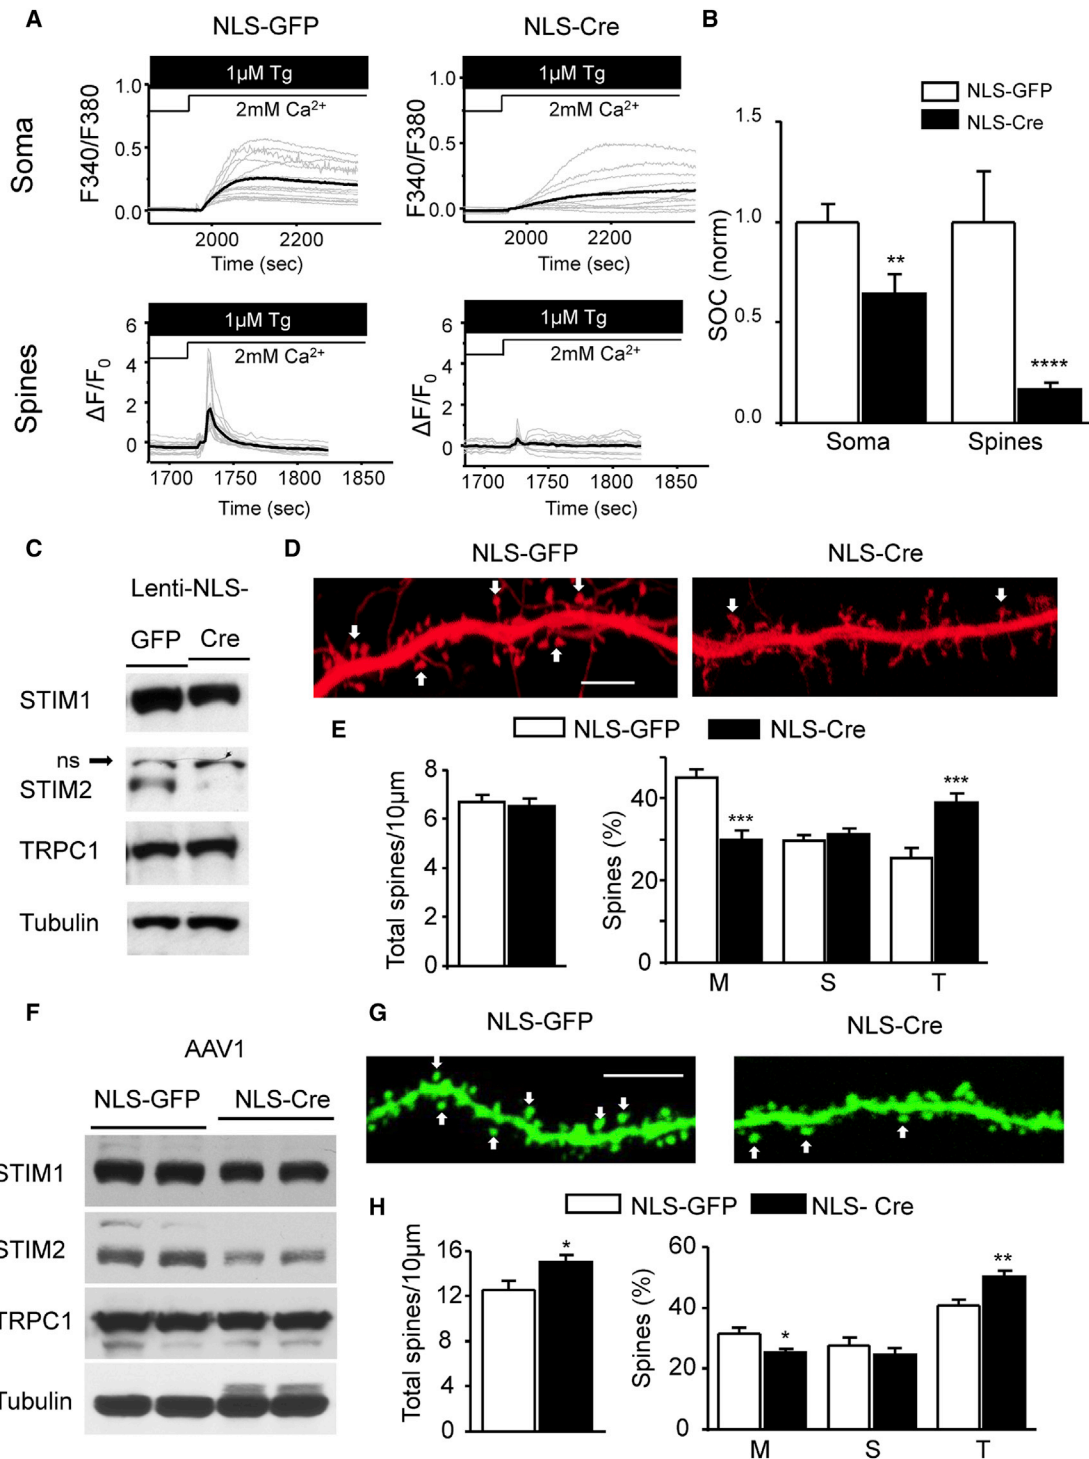 A
NLS-GFP
NLS-Cre
Soma
F340/F380
1.0
0.5
0.0
1µM Tg
2mM Ca²⁺
2000 2200
Time (sec)
F340/F380
1.0
0.5
0.0
1µM Tg
2mM Ca²⁺
2000 2200
Time (sec)
Spines
ΔF/F₀
6
4
2
0
1µM Tg
2mM Ca²⁺
1700 1750 1800 1850
Time (sec)
ΔF/F₀
6
4
2
0
1µM Tg
2mM Ca²⁺
1700 1750 1800 1850
Time (sec)
B
NLS-GFP
NLS-Cre
SOC (norm)
1.5
1.0
0.5
0.0
**
****
Soma Spines
C
Lenti-NLS-
GFP Cre
STIM1
ns
STIM2
TRPC1
Tubulin
D
NLS-GFP
NLS-Cre
E
NLS-GFP
NLS-Cre
Total spines/10µm
8
6
4
2
0
Spines (%)
40
20
0
***
***
M S T
F
AAV1
NLS-GFP NLS-Cre
STIM1
STIM2
TRPC1
Tubulin
G
NLS-GFP
NLS-Cre
H
NLS-GFP
NLS- Cre
Total spines/10µm
16
12
8
4
0
*
Spines (%)
60
40
20
0
*
**
M S T